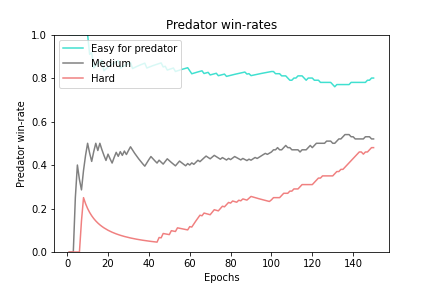 Predator win-rates
1.0
0.8
0.6
0.4
0.2
0.0
Predator win-rate
Easy for predator
Medium
Hard
0 20 40 60 80 100 120 140
Epochs